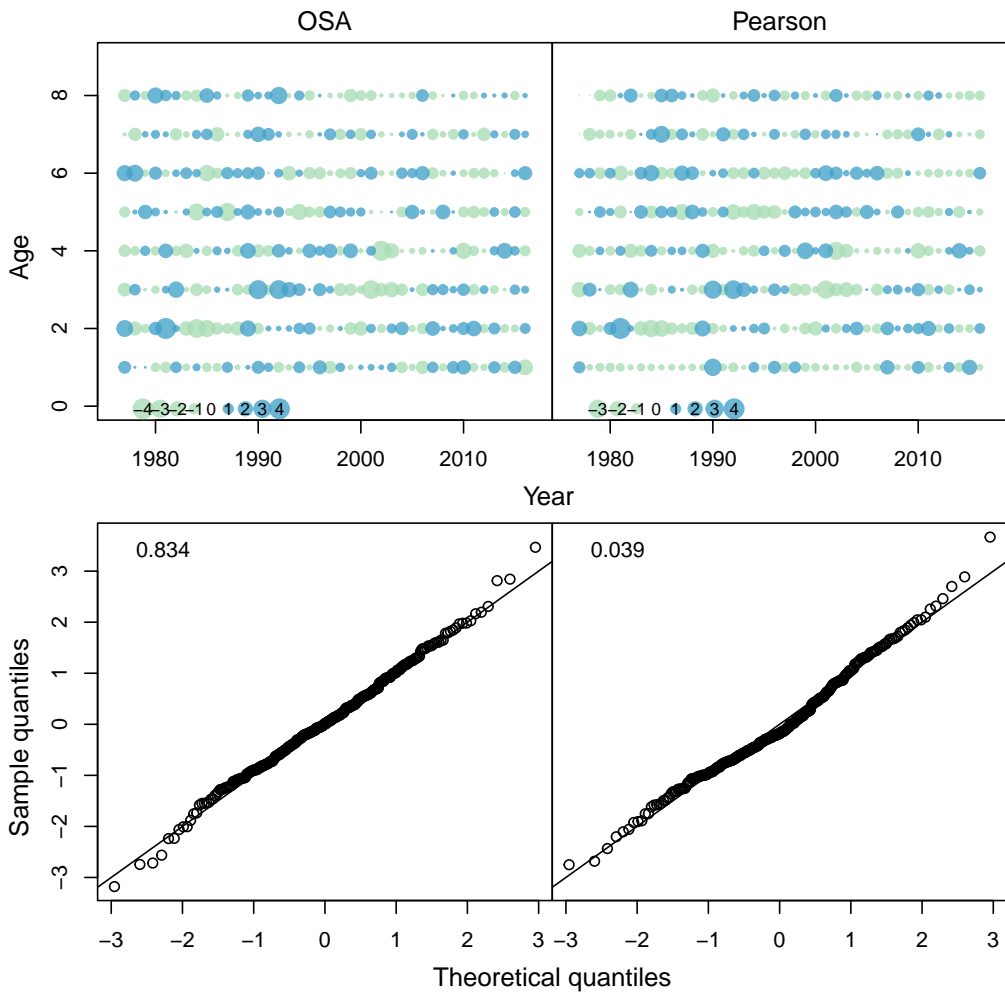 OSA Pearson
8
6
4
2
0
Age
−4 −3 −2 −1 0 1 2 3 4
−3 −2 −1 0 1 2 3 4
1980 1990 2000 2010 1980 1990 2000 2010
Year
0.834 0.039
3
2
1
0
−1
−2
−3
Sample quantiles
−3 −2 −1 0 1 2 3 −3 −2 −1 0 1 2 3
Theoretical quantiles